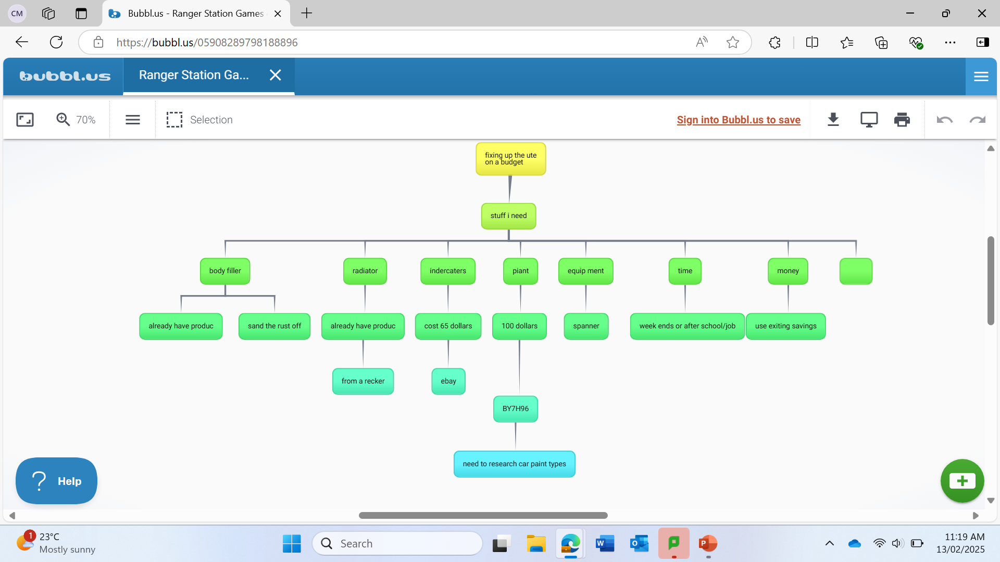 CM
Bubbl.us - Ranger Station Games
https://bubbl.us/05908289798188896
bubbl.us
Ranger Station Ga...
70%
Selection
Sign into Bubbl.us to save
fixing up the ute
on a budget
stuff i need
body filler
radiator
indercaters
piant
equip ment
time
money
already have produc
sand the rust off
already have produc
cost 65 dollars
100 dollars
spanner
week ends or after school/job
use exiting savings
from a recker
ebay
BY7H96
need to research car paint types
? Help
1
23°C
Mostly sunny
Search
11:19 AM
13/02/2025